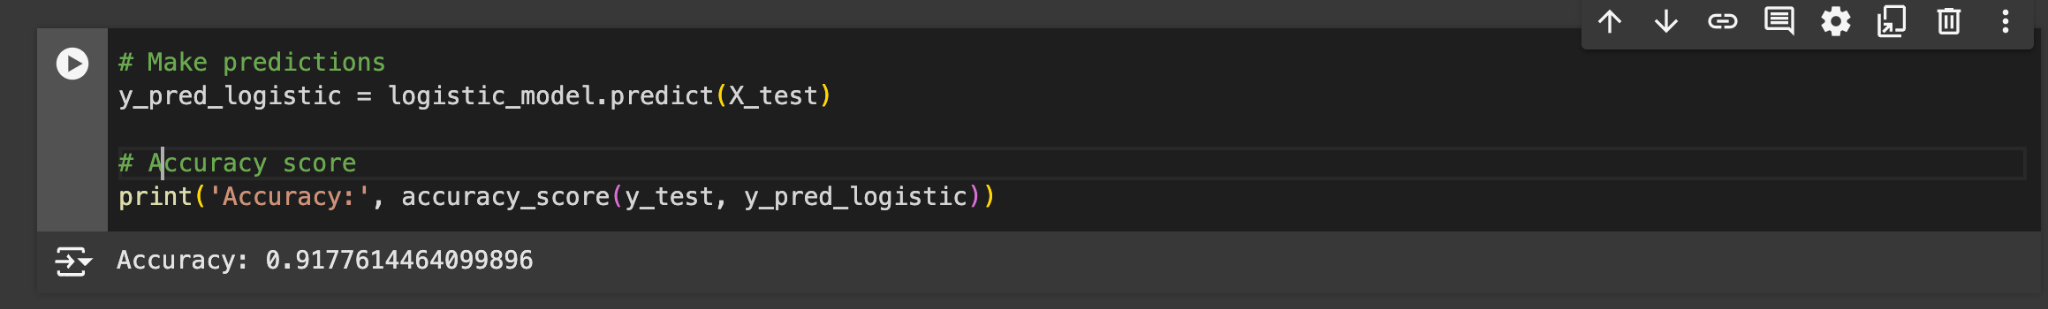 # Make predictions
y_pred_logistic = logistic_model.predict(X_test)
# Accuracy score
print('Accuracy:', accuracy_score(y_test, y_pred_logistic))
Accuracy: 0.9177614464099896